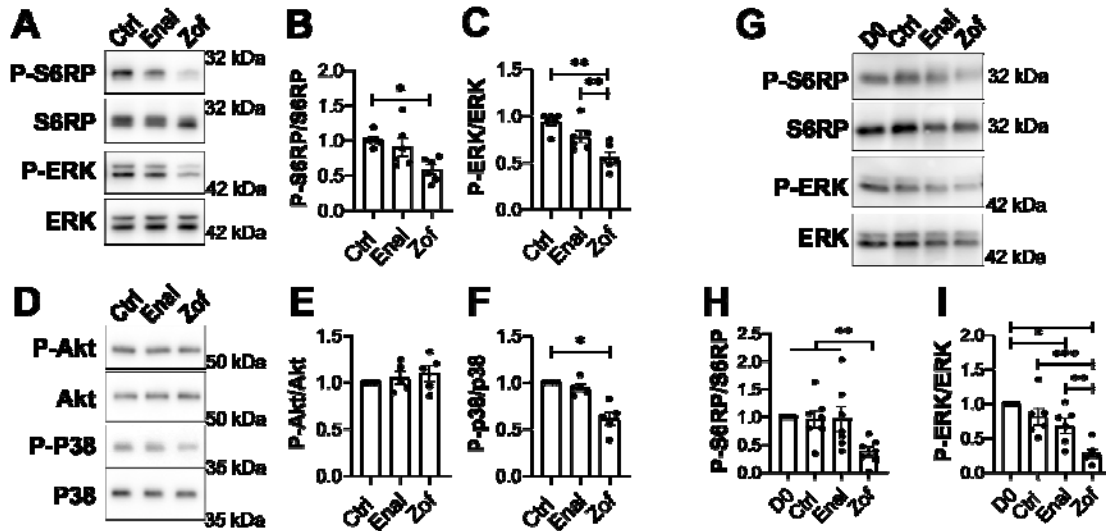 A
Ctrl Enal Zof
P-S6RP
32 kDa
S6RP
32 kDa
P-ERK
42 kDa
ERK
42 kDa
B
P-S6RP/S6RP
2.0
1.5
1.0
0.5
0.0
*
Ctrl Enal Zof
C
P-ERK/ERK
1.5
1.0
0.5
0.0
**
**
Ctrl Enal Zof
G
D0 Ctrl Enal Zof
P-S6RP
32 kDa
S6RP
32 kDa
P-ERK
42 kDa
ERK
42 kDa
D
Ctrl Enal Zof
P-Akt
50 kDa
Akt
50 kDa
P-P38
35 kDa
P38
35 kDa
E
P-Akt/Akt
1.5
1.0
0.5
0.0
Ctrl Enal Zof
F
P-p38/p38
1.5
1.0
0.5
0.0
*
Ctrl Enal Zof
H
P-S6RP/S6RP
2.5
2.0
1.5
1.0
0.5
0.0
**
D0 Ctrl Enal Zof
I
P-ERK/ERK
2.0
1.5
1.0
0.5
0.0
*
***
**
D0 Ctrl Enal Zof